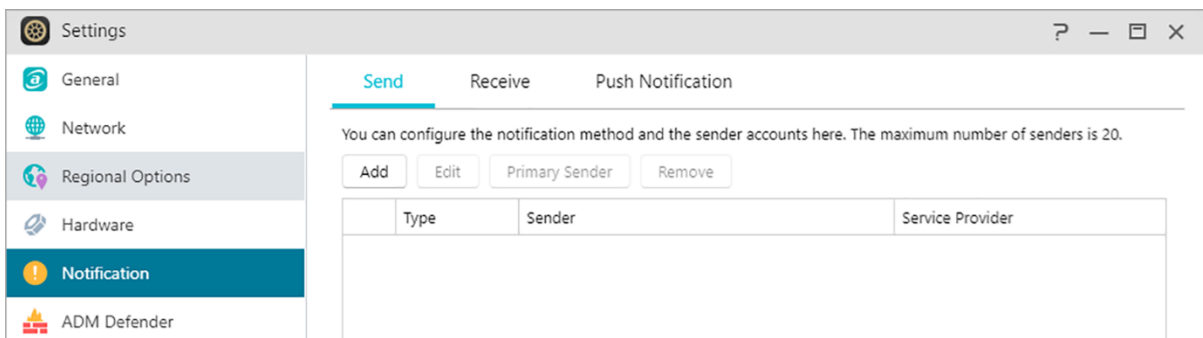 Settings
General
Network
Regional Options
Hardware
Notification
ADM Defender
Send Receive Push Notification
You can configure the notification method and the sender accounts here. The maximum number of senders is 20.
Add Edit Primary Sender Remove
Type Sender Service Provider